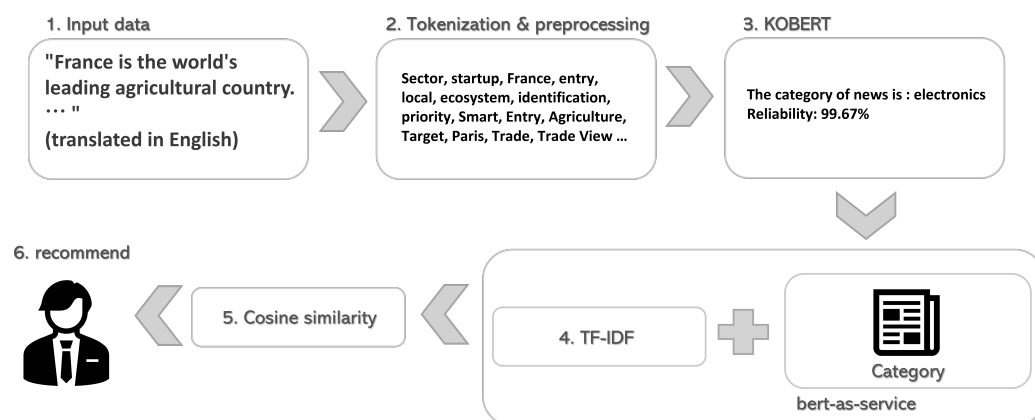 1. Input data
"France is the world's
leading agricultural country.
… "
(translated in English)
2. Tokenization & preprocessing
Sector, startup, France, entry,
local, ecosystem, identification,
priority, Smart, Entry, Agriculture,
Target, Paris, Trade, Trade View …
3. KOBERT
The category of news is : electronics
Reliability: 99.67%
4. TF-IDF
Category
bert-as-service
5. Cosine similarity
6. recommend